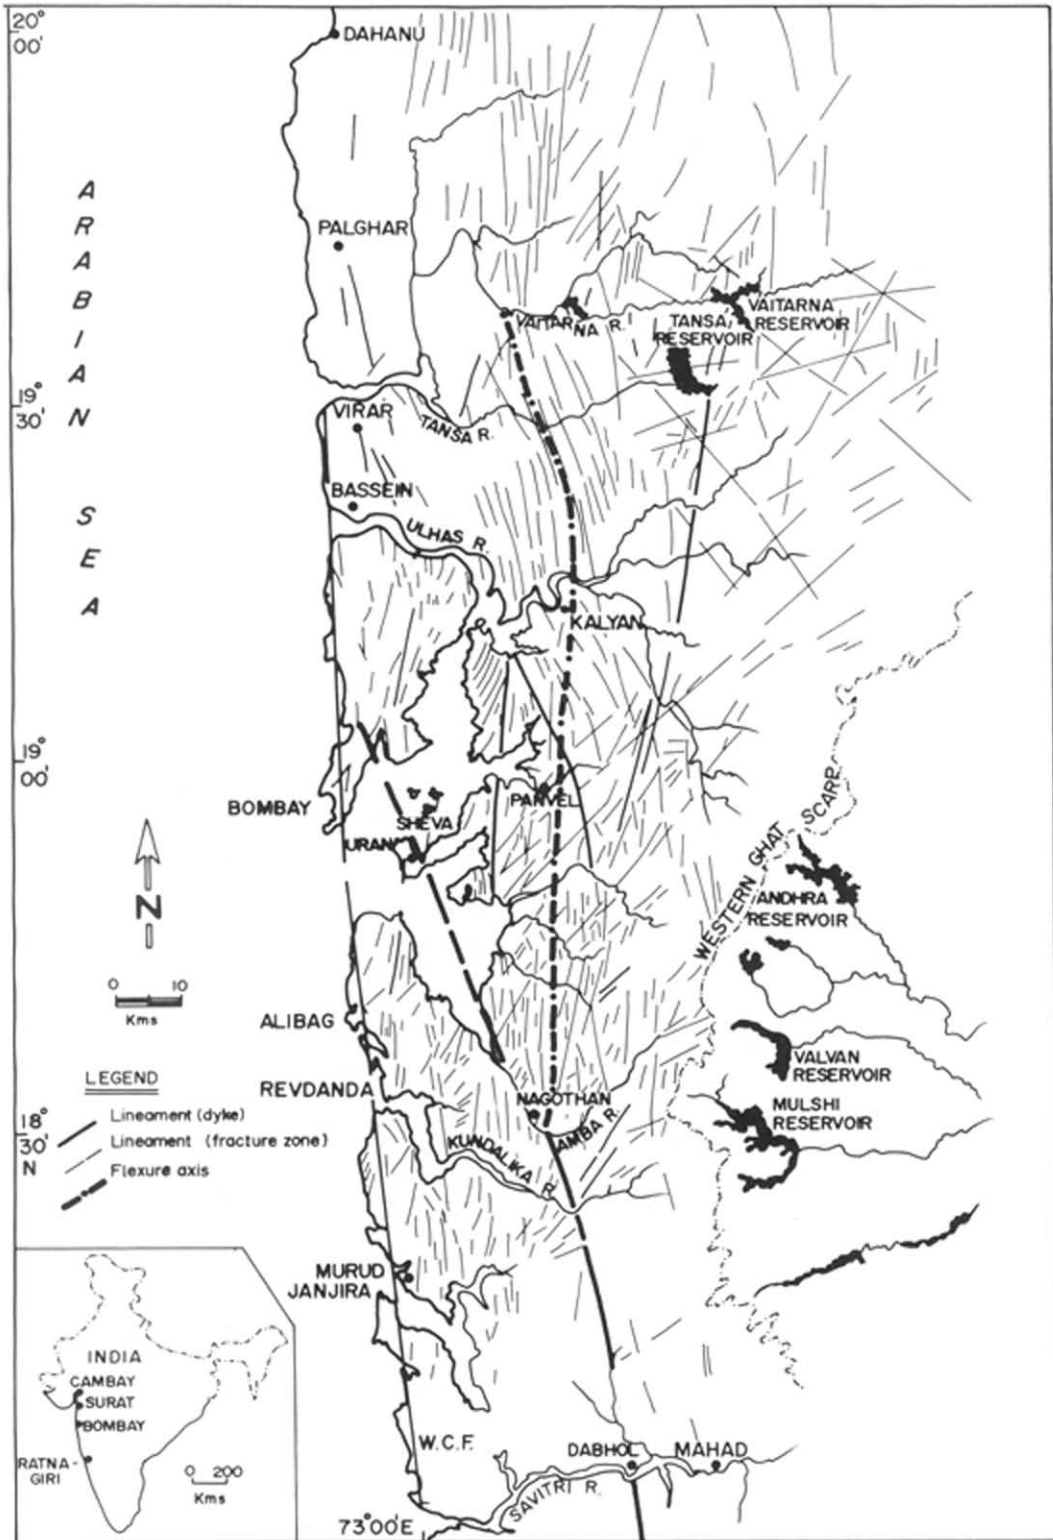 20°
00'
DAHANU
ARABIAN
SEA
PALGHAR
VAITARNA R.
VAITARNA
RESERVOIR
TANSA
RESERVOIR
19°
30'
VIRAR
TANSA R.
BASSEIN
ULHAS R.
KALYAN
19°
00'
BOMBAY
PANVEL
SHEVA
URAN
WESTERN GHAT SCARP
N
ANDHRA
RESERVOIR
0 10
Kms
ALIBAG
VALVAN
RESERVOIR
REVDANDA
LEGEND
Lineament (dyke)
Lineament (fracture zone)
Flexure axis
NAGOTHAN
AMBA R.
MULSHI
RESERVOIR
18°
30'
N
KUNDALIKA R.
MURUD
JANJIRA
INDIA
CAMBAY
SURAT
BOMBAY
RATNA-
GIRI
0 200
Kms
W.C.F.
DABHOL
MAHAD
SAVITRI R.
73°00'E